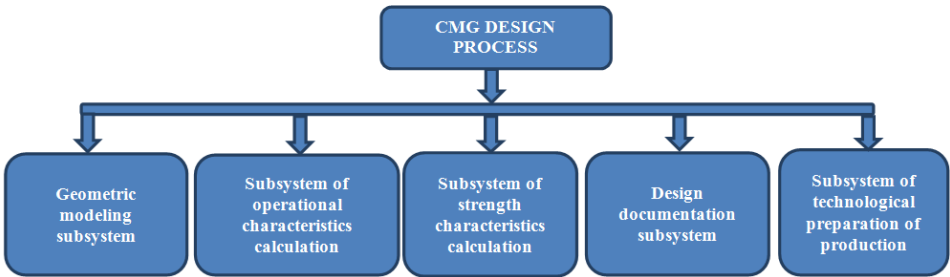 CMG DESIGN
PROCESS
Geometric
modeling
subsystem
Subsystem of
operational
characteristics
calculation
Subsystem of
strength
characteristics
calculation
Design
documentation
subsystem
Subsystem of
technological
preparation of
production